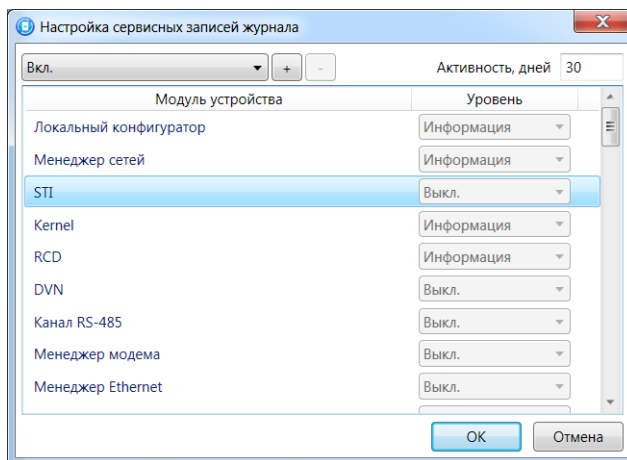 Настройка сервисных записей журнала
Вкл. + - Активность, дней 30
Модуль устройства Уровень
Локальный конфигуратор Информация
Менеджер сетей Информация
STI Выкл.
Kernel Информация
RCD Информация
DVN Выкл.
Канал RS-485 Выкл.
Менеджер модема Выкл.
Менеджер Ethernet Выкл.
OK Отмена